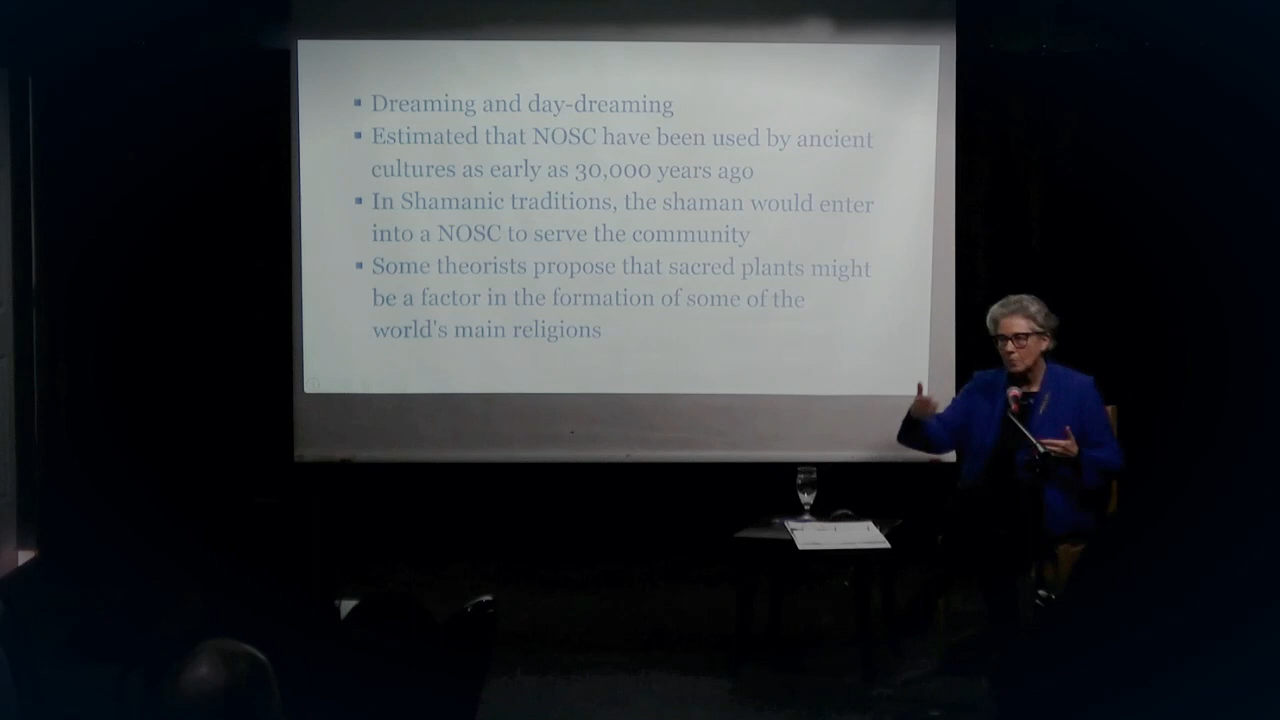 ▪ Dreaming and day-dreaming
▪ Estimated that NOSC have been used by ancient
cultures as early as 30,000 years ago
▪ In Shamanic traditions, the shaman would enter
into a NOSC to serve the community
▪ Some theorists propose that sacred plants might
be a factor in the formation of some of the
world's main religions